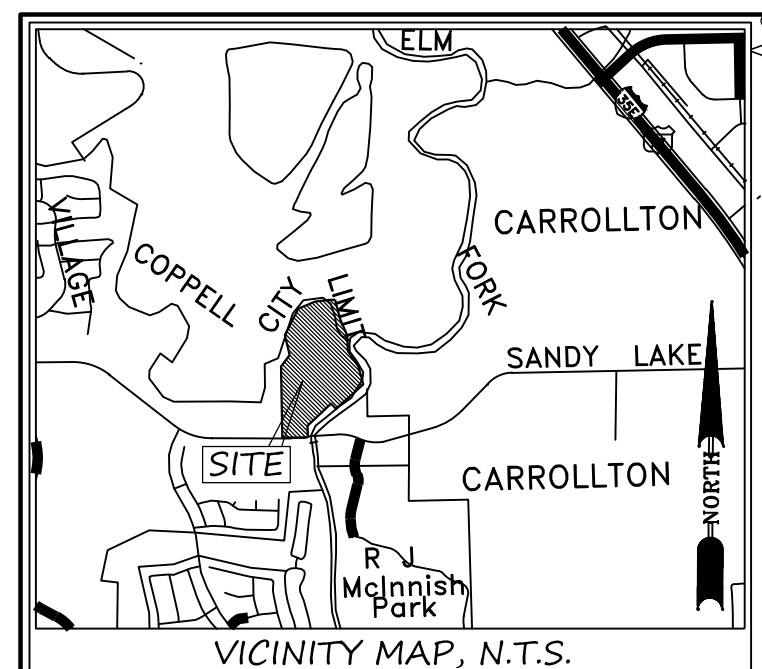 ELM
35E
CARROLLTON
VILLAGE
COPPELL
CITY LIMIT
FORK
SANDY LAKE
SITE
CARROLLTON
NORTH
R J
McInnish
Park
VICINITY MAP, N.T.S.